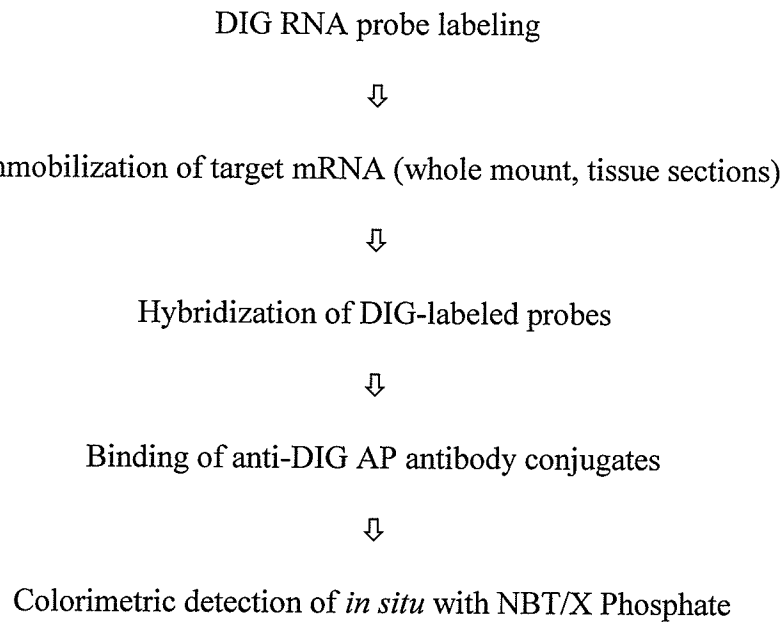 DIG RNA probe labeling
⇩
mmobilization of target mRNA (whole mount, tissue sections)
⇩
Hybridization of DIG-labeled probes
⇩
Binding of anti-DIG AP antibody conjugates
⇩
Colorimetric detection of in situ with NBT/X Phosphate